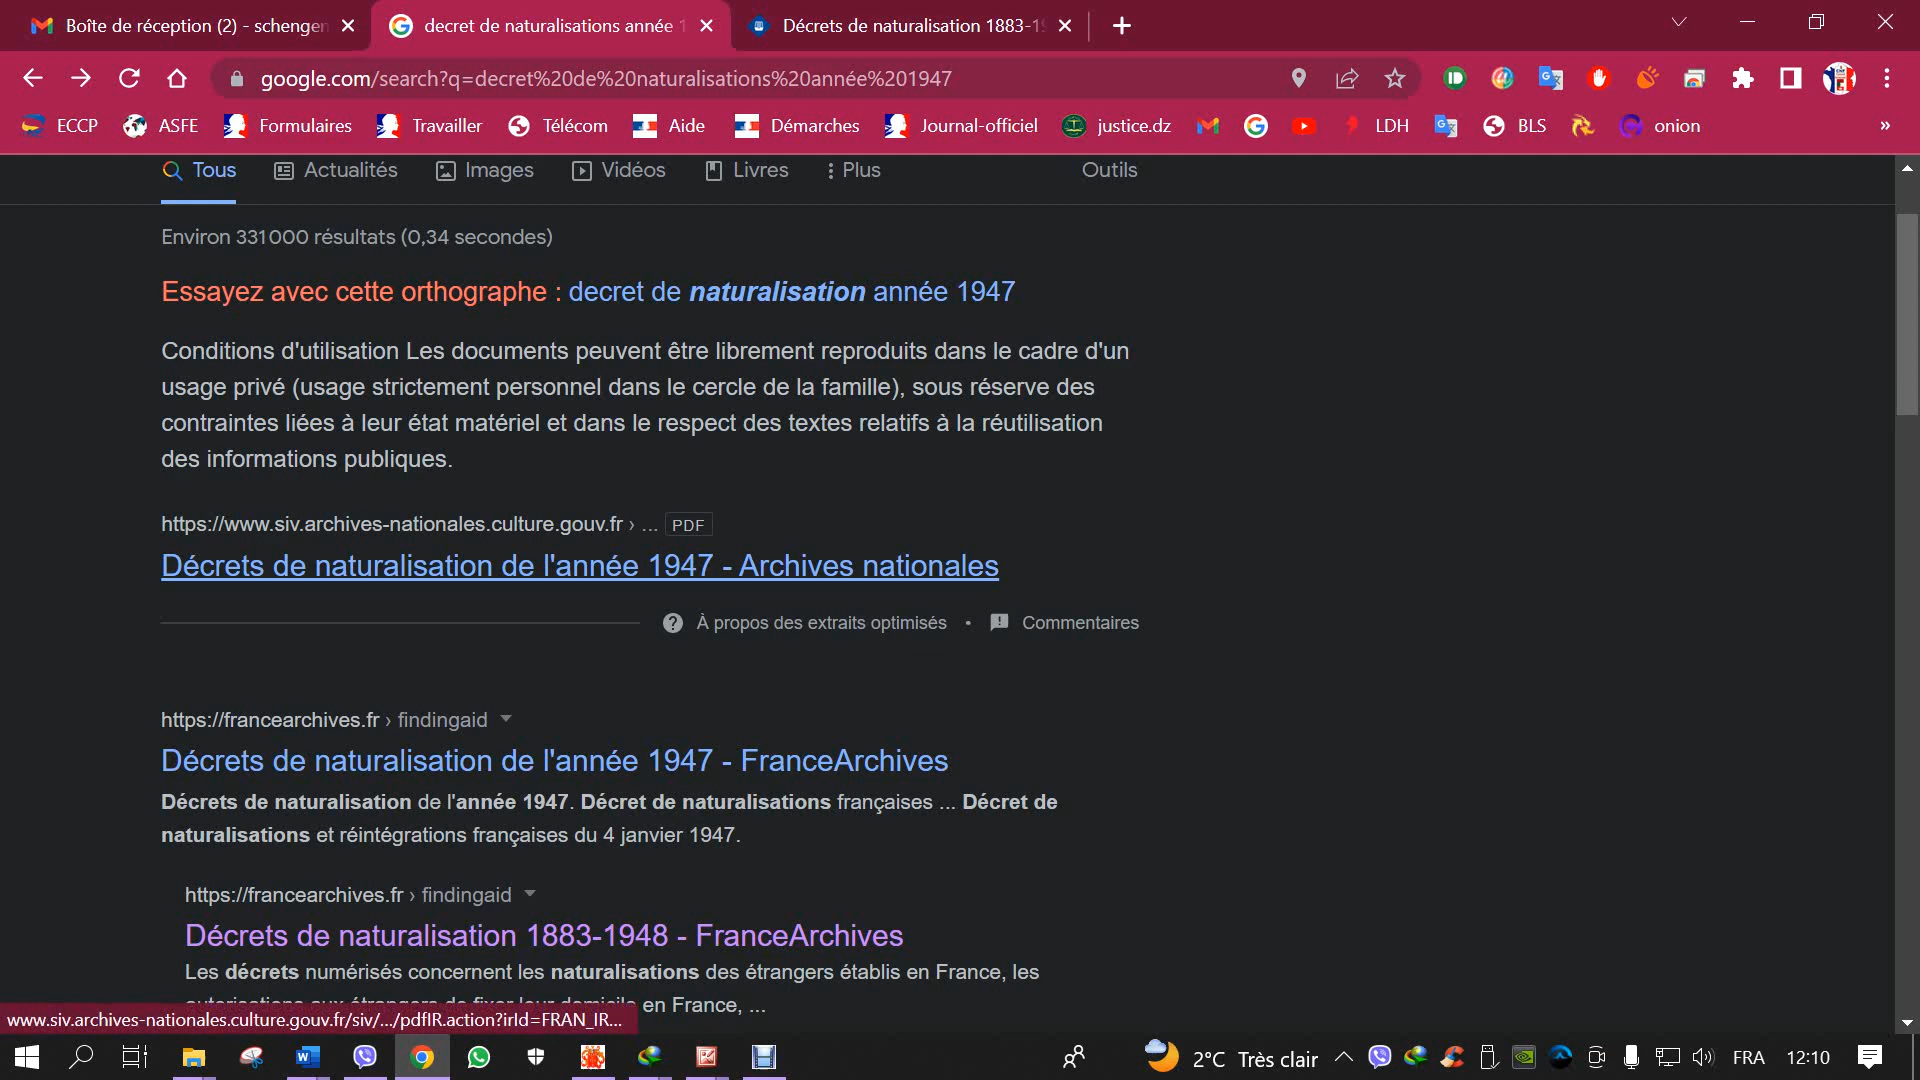 Boîte de réception (2) - schengen
decret de naturalisations année 1
Décrets de naturalisation 1883-19
google.com/search?q=decret%20de%20naturalisations%20année%201947
ECCP
ASFE
Formulaires
Travailler
Télécom
Aide
Démarches
Journal-officiel
justice.dz
LDH
BLS
onion
»
Tous
Actualités
Images
Vidéos
Livres
Plus
Outils
Environ 331 000 résultats (0,34 secondes)
Essayez avec cette orthographe : decret de naturalisation année 1947
Conditions d'utilisation Les documents peuvent être librement reproduits dans le cadre d'un
usage privé (usage strictement personnel dans le cercle de la famille), sous réserve des
contraintes liées à leur état matériel et dans le respect des textes relatifs à la réutilisation
des informations publiques.
https://www.siv.archives-nationales.culture.gouv.fr › ... PDF
Décrets de naturalisation de l'année 1947 - Archives nationales
À propos des extraits optimisés • Commentaires
https://francearchives.fr › findingaid
Décrets de naturalisation de l'année 1947 - FranceArchives
Décrets de naturalisation de l'année 1947. Décret de naturalisations françaises ... Décret de
naturalisations et réintégrations françaises du 4 janvier 1947.
https://francearchives.fr › findingaid
Décrets de naturalisation 1883-1948 - FranceArchives
Les décrets numérisés concernent les naturalisations des étrangers établis en France, les
autorisations aux étrangers de fixer leur domicile en France, ...
www.siv.archives-nationales.culture.gouv.fr/siv/.../pdfIR.action?irId=FRAN_IR...
2°C Très clair
FRA
12:10